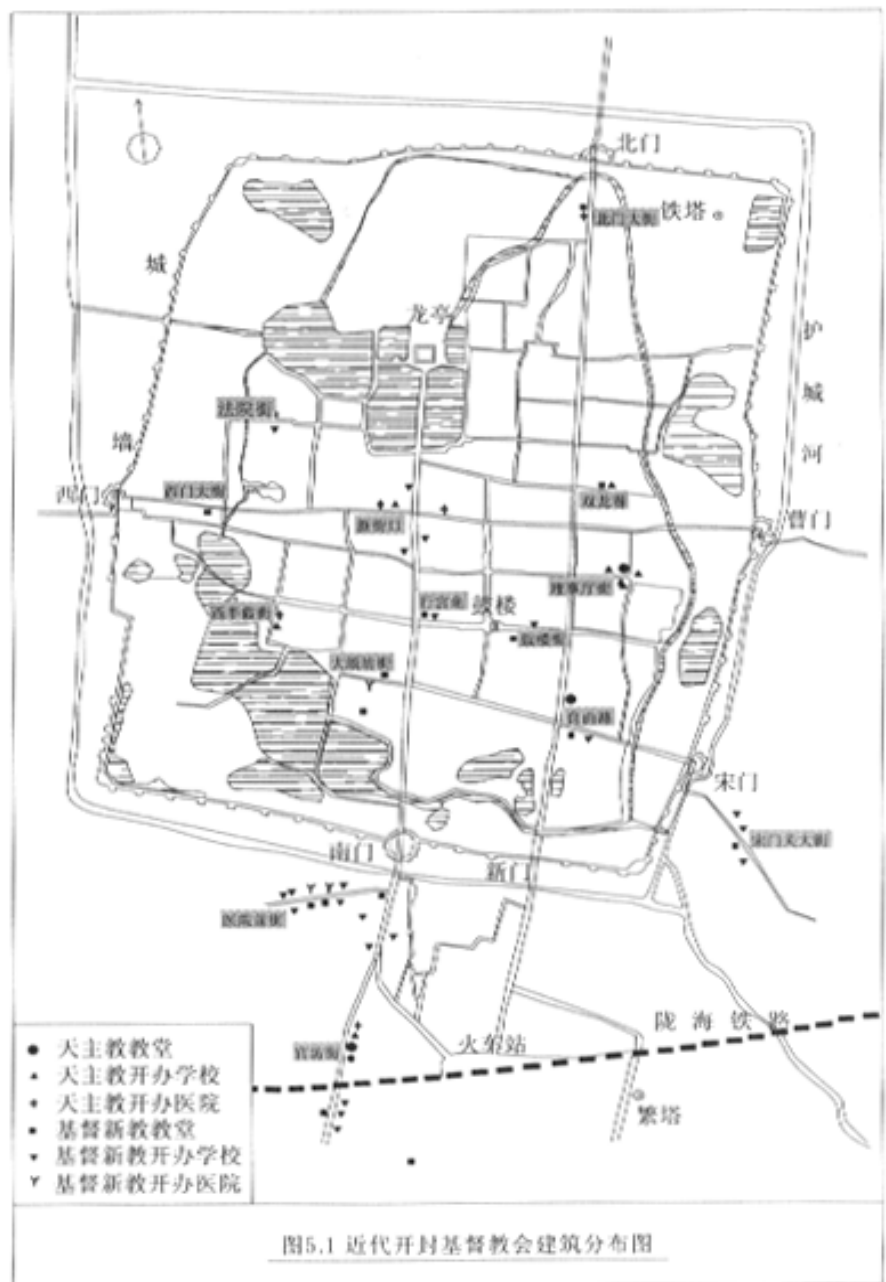 北门
北门大街
铁塔
城
龙亭
护
城
河
法院街
墙
西门
西门大街
双龙巷
曹门
理事厅街
行宫街
鼓楼
鼓楼街
西半截街
大纸坊街
自由路
宋门
宋门关大街
南门
新门
医院前街
陇海铁路
火车站
官坊街
繁塔
天主教教堂
天主教开办学校
天主教开办医院
基督新教教堂
基督新教开办学校
基督新教开办医院
图5.1 近代开封基督教会建筑分布图